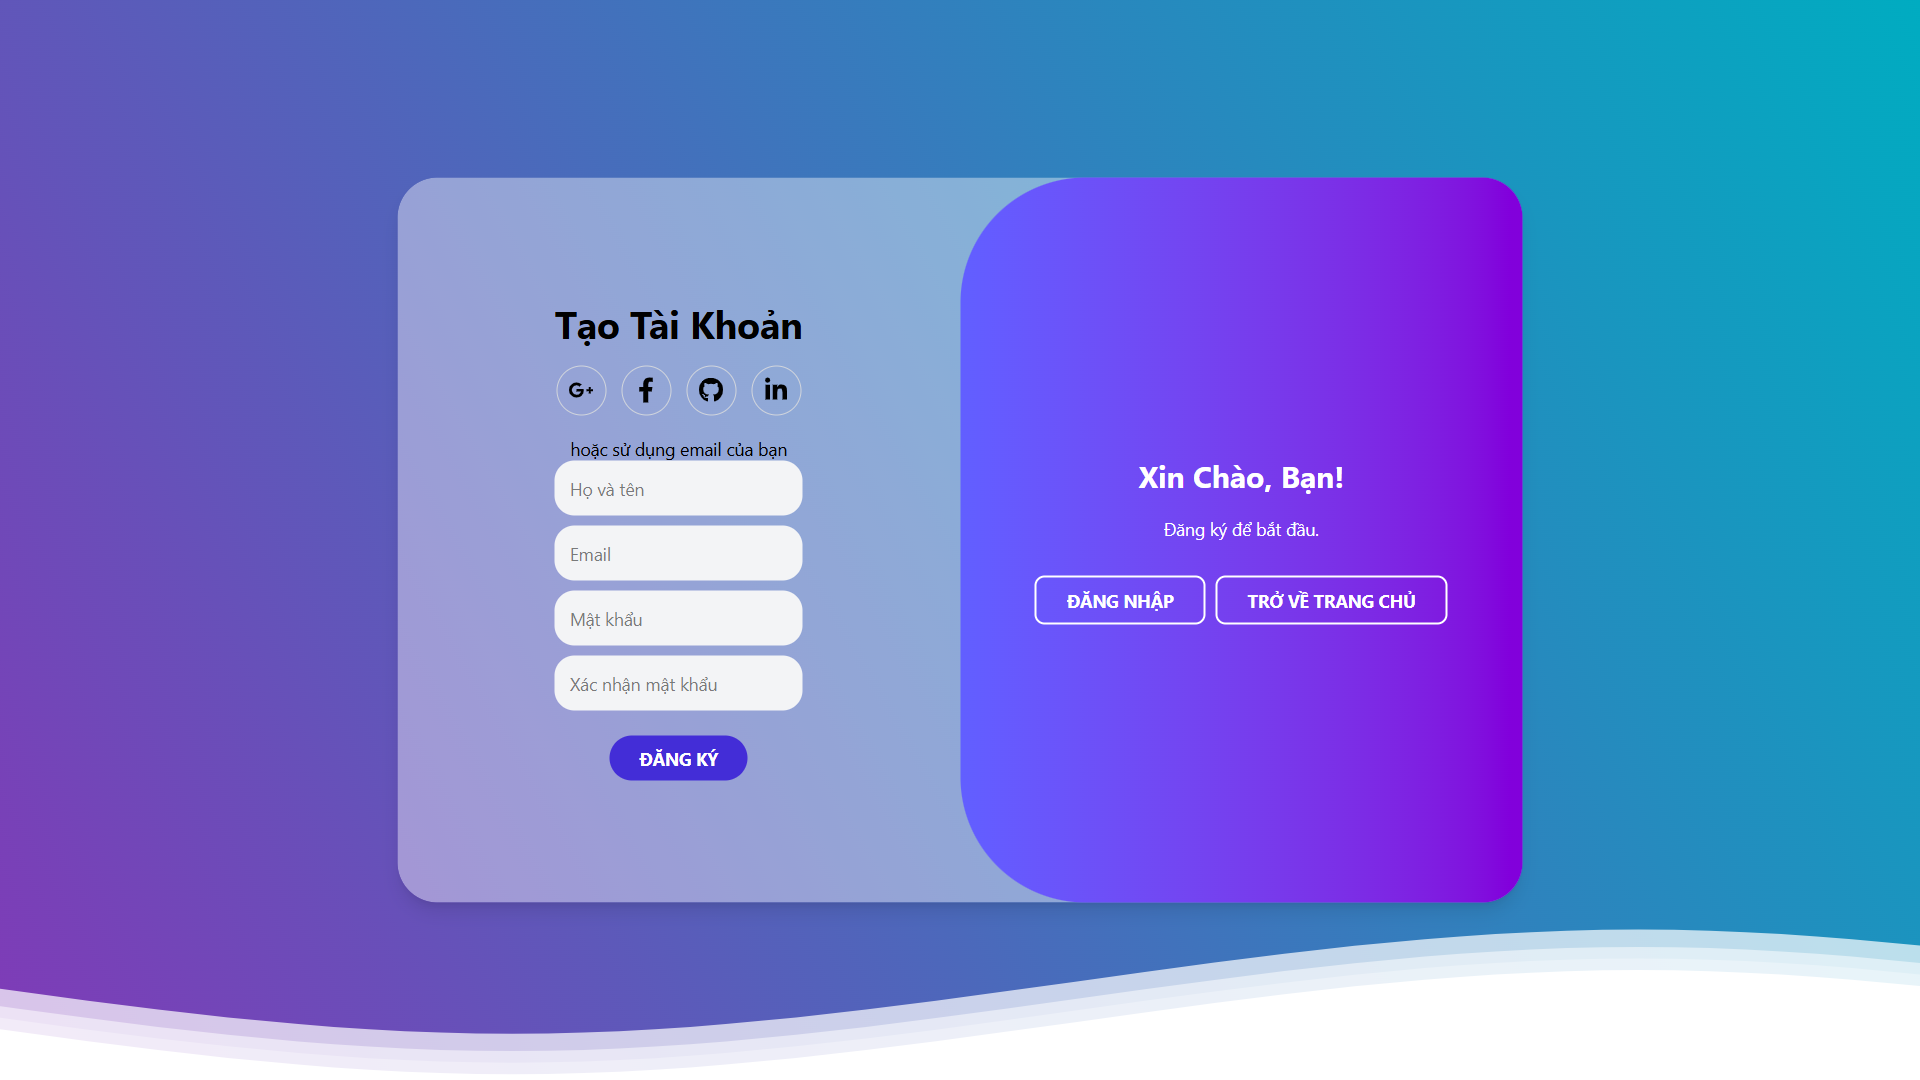 Tạo Tài Khoản
hoặc sử dụng email của bạn
Họ và tên
Email
Mật khẩu
Xác nhận mật khẩu
ĐĂNG KÝ
Xin Chào, Bạn!
Đăng ký để bắt đầu.
ĐĂNG NHẬP
TRỞ VỀ TRANG CHỦ